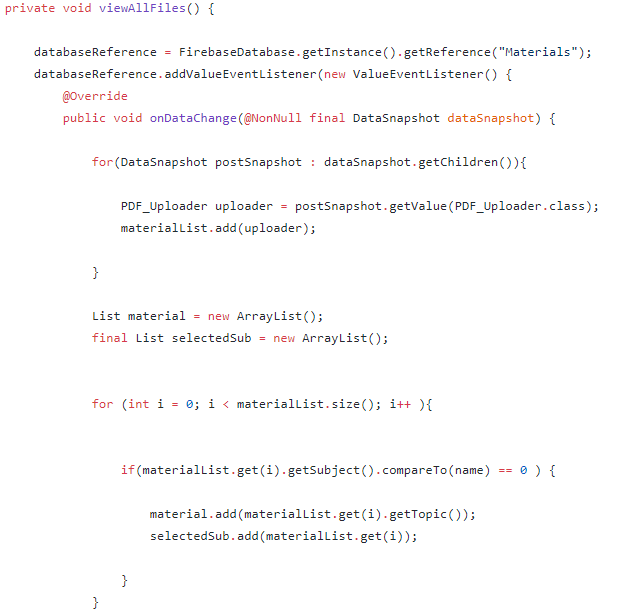 private void viewAllFiles() {
databaseReference = FirebaseDatabase.getInstance().getReference("Materials");
databaseReference.addValueEventListener(new ValueEventListener() {
@Override
public void onDataChange(@NonNull final DataSnapshot dataSnapshot) {
for(DataSnapshot postSnapshot : dataSnapshot.getChildren()){
PDF_Uploader uploader = postSnapshot.getValue(PDF_Uploader.class);
materialList.add(uploader);
}
List material = new ArrayList();
final List selectedSub = new ArrayList();
for (int i = 0; i < materialList.size(); i++ ){
if(materialList.get(i).getSubject().compareTo(name) == 0 ) {
material.add(materialList.get(i).getTopic());
selectedSub.add(materialList.get(i));
}
}